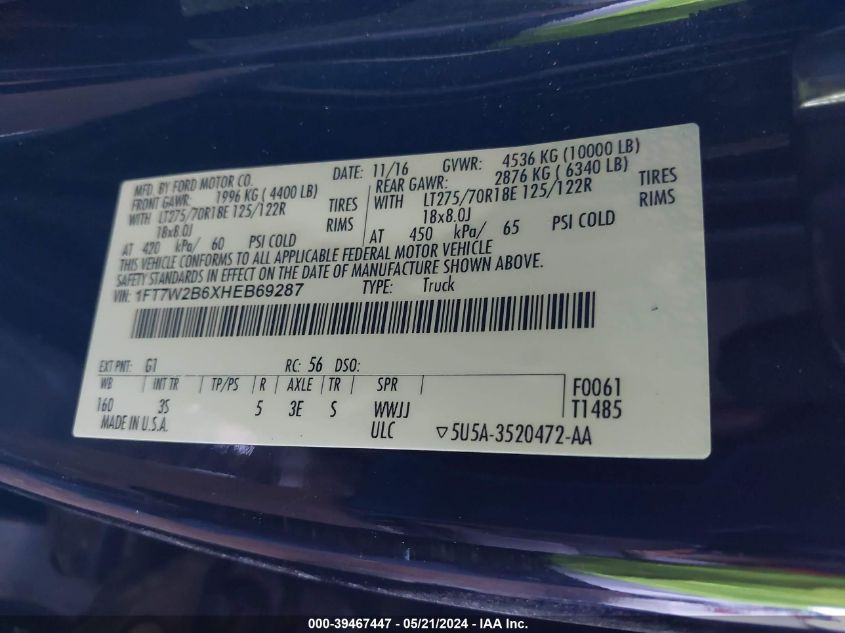 MFD. BY FORD MOTOR CO. DATE: 11/16 GVWR: 4536 KG (10000 LB)
FRONT GAWR: 1996 KG ( 4400 LB) REAR GAWR: 2876 KG ( 6340 LB)
WITH LT275/70R18E 125/122R TIRES WITH LT275/70R18E 125/122R TIRES
18x8.0J RIMS 18x8.0J RIMS
AT 420 kPa/ 60 PSI COLD AT 450 kPa/ 65 PSI COLD
THIS VEHICLE CONFORMS TO ALL APPLICABLE FEDERAL MOTOR VEHICLE
SAFETY STANDARDS IN EFFECT ON THE DATE OF MANUFACTURE SHOWN ABOVE.
VIN: 1FT7W2B6XHEB69287 TYPE: Truck
EXT PNT: G1 RC: 56 DSO:
WB INT TR TP/PS R AXLE TR SPR F0061
160 3S 5 3E S WWJJ T1485
MADE IN U.S.A. ULC ▽5U5A-3520472-AA
000-39467447 - 05/21/2024 - IAA Inc.